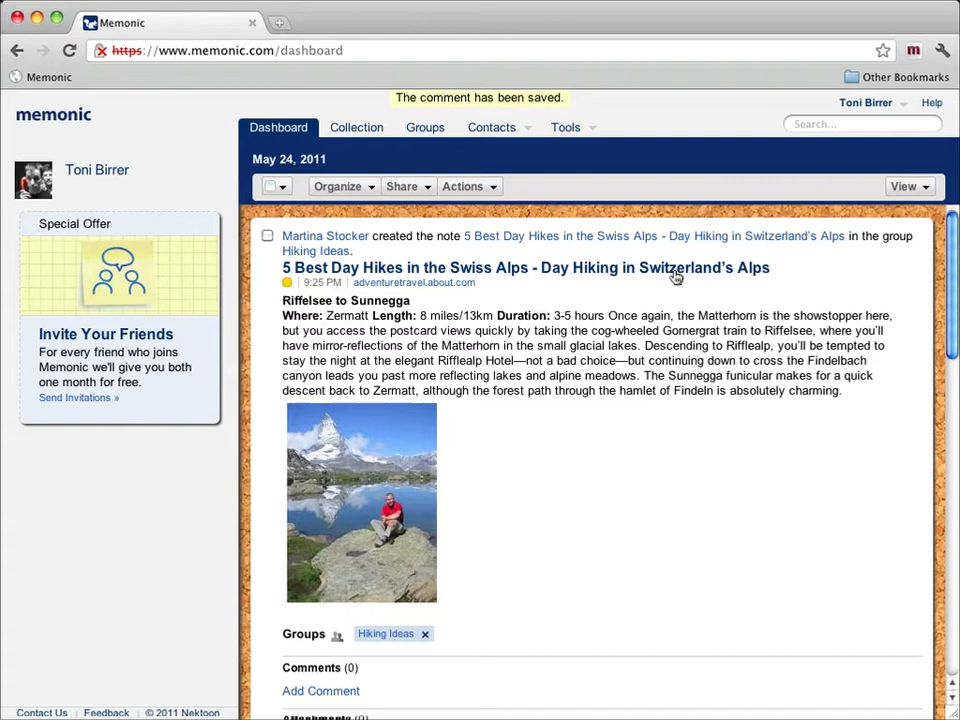 Memonic
https://www.memonic.com/dashboard
m
Memonic
Other Bookmarks
The comment has been saved.
Toni Birrer
Help
memonic
Dashboard
Collection
Groups
Contacts
Tools
Search...
Toni Birrer
May 24, 2011
Organize
Share
Actions
View
Special Offer
Invite Your Friends
For every friend who joins
Memonic we'll give you both
one month for free.
Send Invitations »
Martina Stocker created the note 5 Best Day Hikes in the Swiss Alps - Day Hiking in Switzerland's Alps in the group
Hiking Ideas.
5 Best Day Hikes in the Swiss Alps - Day Hiking in Switzerland's Alps
9:25 PM adventuretravel.about.com
Riffelsee to Sunnegga
Where: Zermatt Length: 8 miles/13km Duration: 3-5 hours Once again, the Matterhorn is the showstopper here,
but you access the postcard views quickly by taking the cog-wheeled Gornergrat train to Riffelsee, where you'll
have mirror-reflections of the Matterhorn in the small glacial lakes. Descending to Rifflealp, you'll be tempted to
stay the night at the elegant Rifflealp Hotel—not a bad choice—but continuing down to cross the Findelbach
canyon leads you past more reflecting lakes and alpine meadows. The Sunnegga funicular makes for a quick
descent back to Zermatt, although the forest path through the hamlet of Findeln is absolutely charming.
Groups
Hiking Ideas
Comments (0)
Add Comment
Attachments (0)
Contact Us
Feedback
© 2011 Nektoon